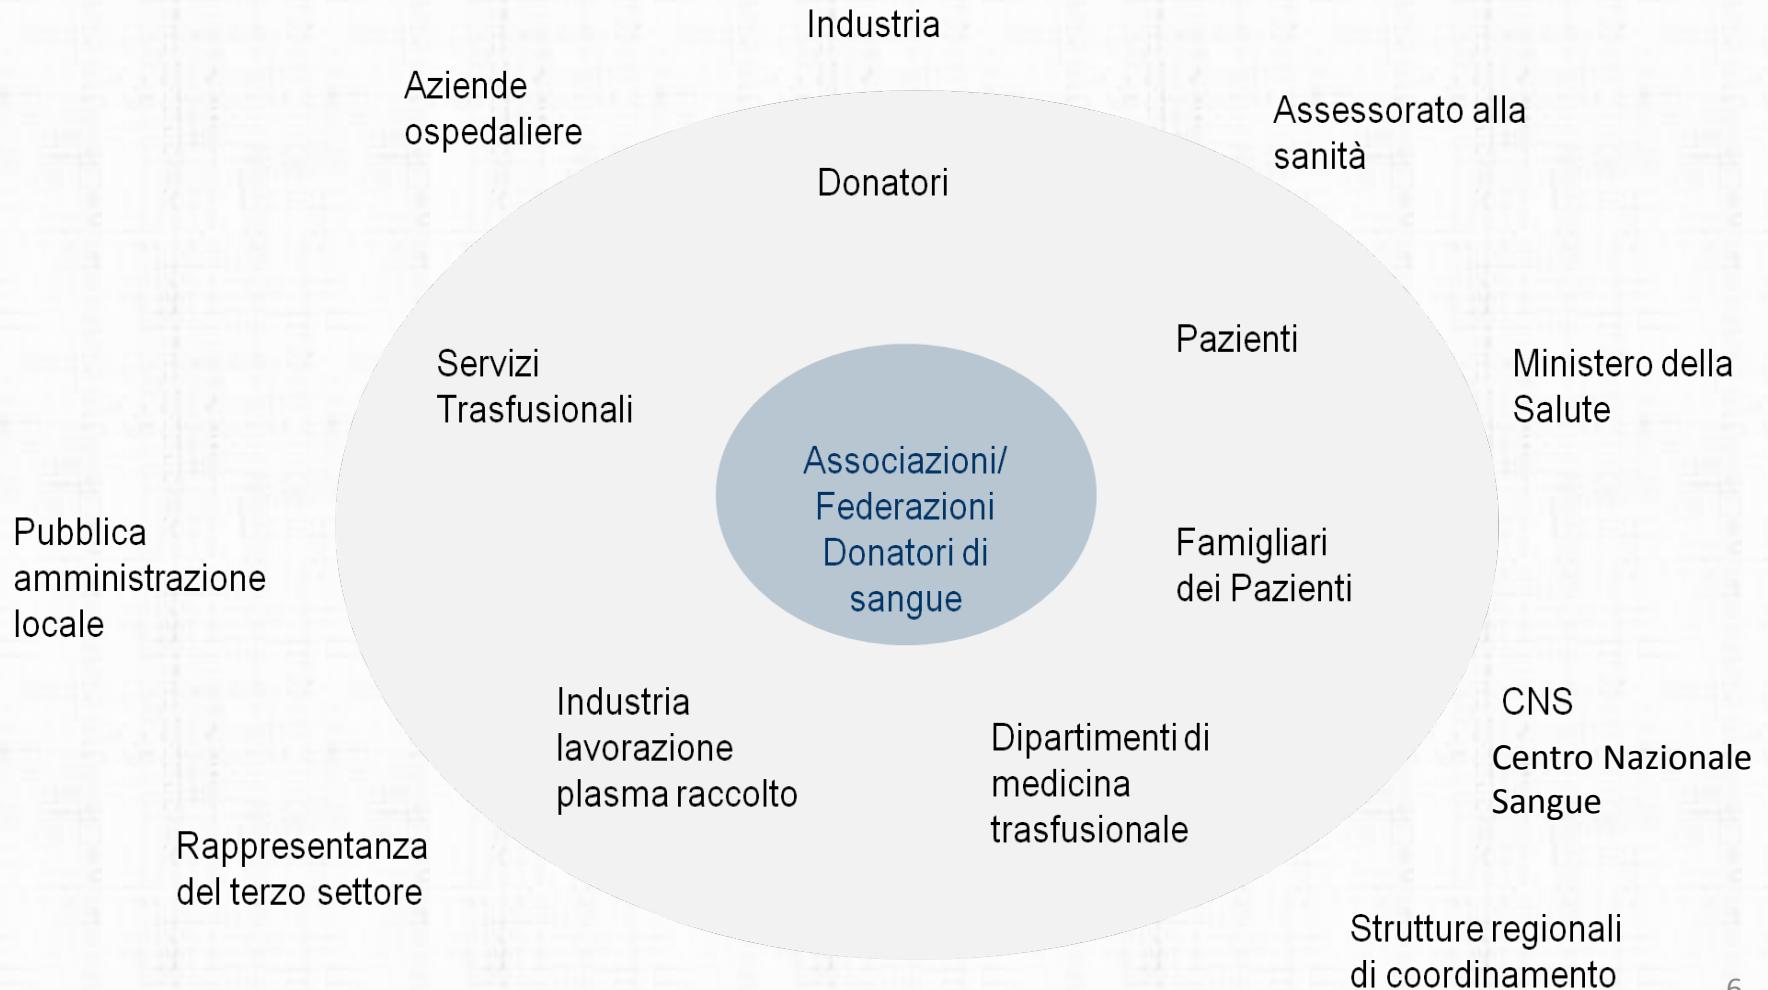 Industria
Aziende
ospedaliere
Assessorato alla
sanità
Donatori
Pazienti
Servizi
Trasfusionali
Ministero della
Salute
Associazioni/
Federazioni
Donatori di
sangue
Pubblica
amministrazione
locale
Famigliari
dei Pazienti
Industria
lavorazione
plasma raccolto
Dipartimenti di
medicina
trasfusionale
CNS
Centro Nazionale
Sangue
Rappresentanza
del terzo settore
Strutture regionali
di coordinamento
6